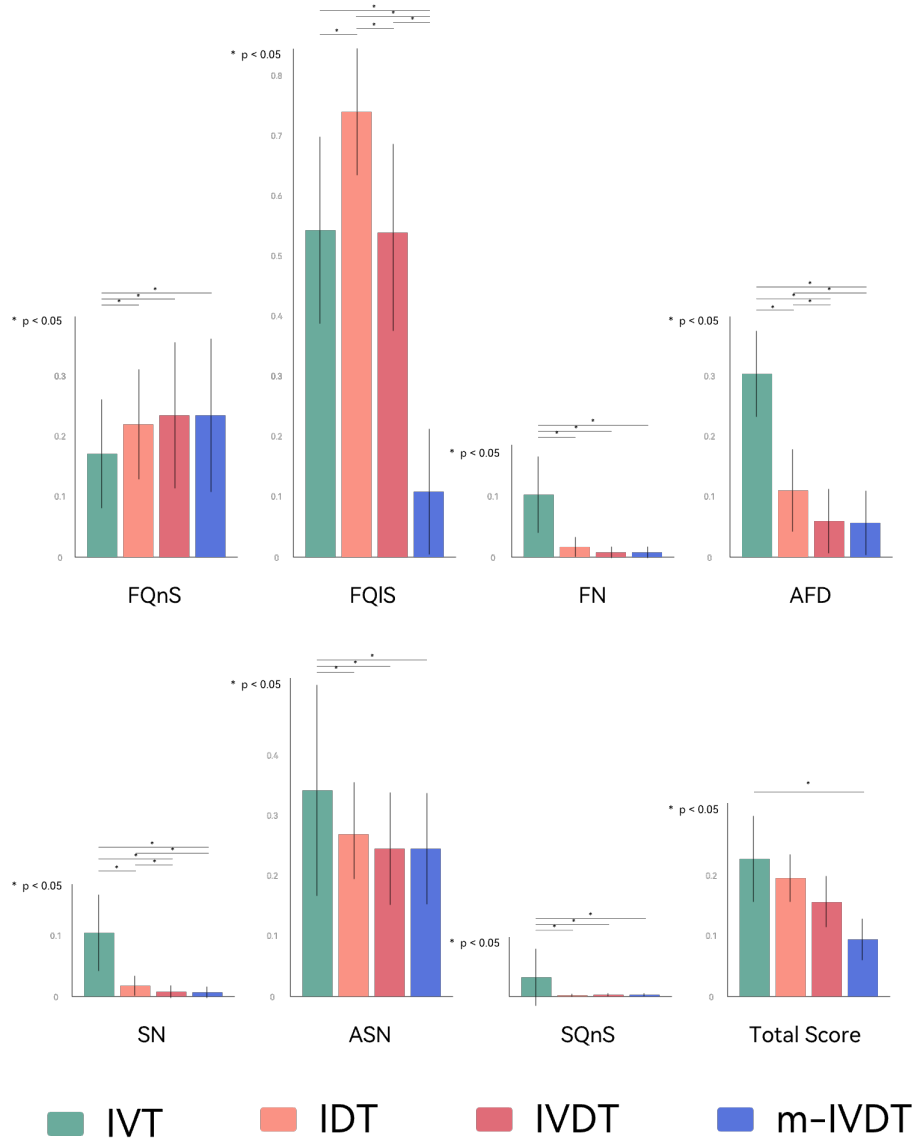 * * * *
* * * p < 0.05
0.8
0.7
0.6
0.5
0.4
0.3
0.2
0.1
0
FQlS
* * *
* p < 0.05
0.3
0.2
0.1
0
FQnS
* * *
* p < 0.05
0.1
0
FN
* * * * *
* p < 0.05
0.3
0.2
0.1
0
AFD
* * * * *
* p < 0.05
0.1
0
SN
* * *
* p < 0.05
0.4
0.3
0.2
0.1
0
ASN
* * *
* p < 0.05
0
SQnS
*
* p < 0.05
0.2
0.1
0
Total Score
IVT IDT IVDT m-IVDT